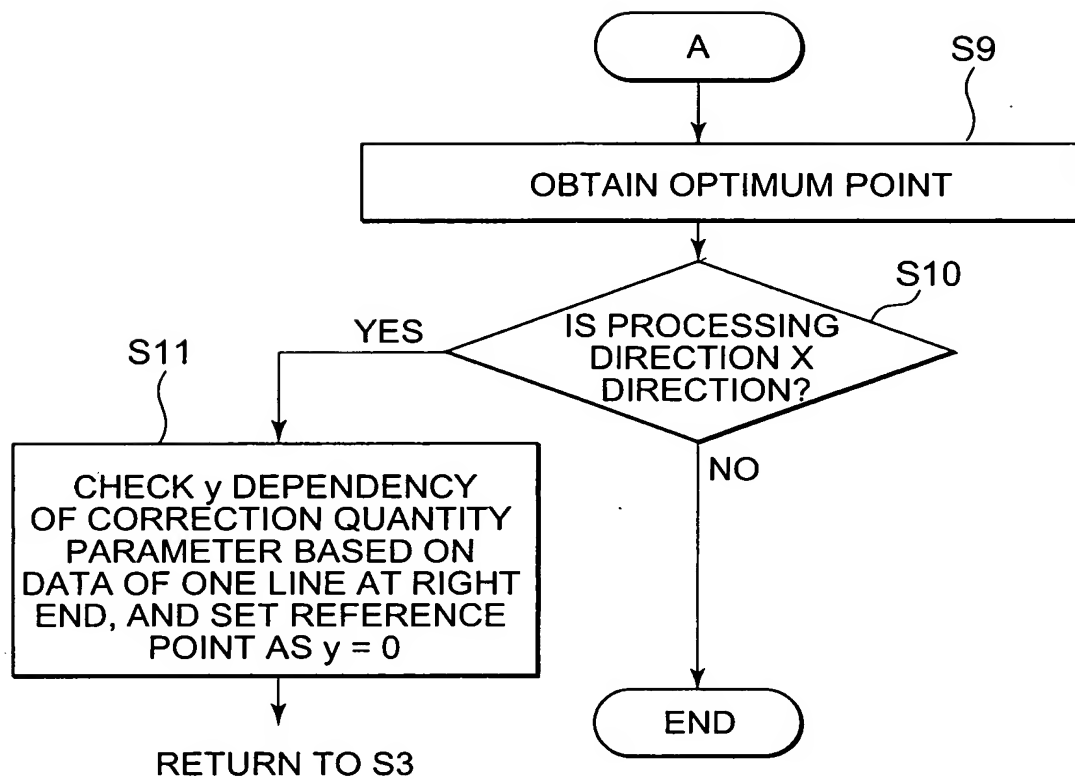 A
S9
OBTAIN OPTIMUM POINT
S10
IS PROCESSING
DIRECTION X
DIRECTION?
YES
S11
NO
CHECK y DEPENDENCY
OF CORRECTION QUANTITY
PARAMETER BASED ON
DATA OF ONE LINE AT RIGHT
END, AND SET REFERENCE
POINT AS y = 0
END
RETURN TO S3